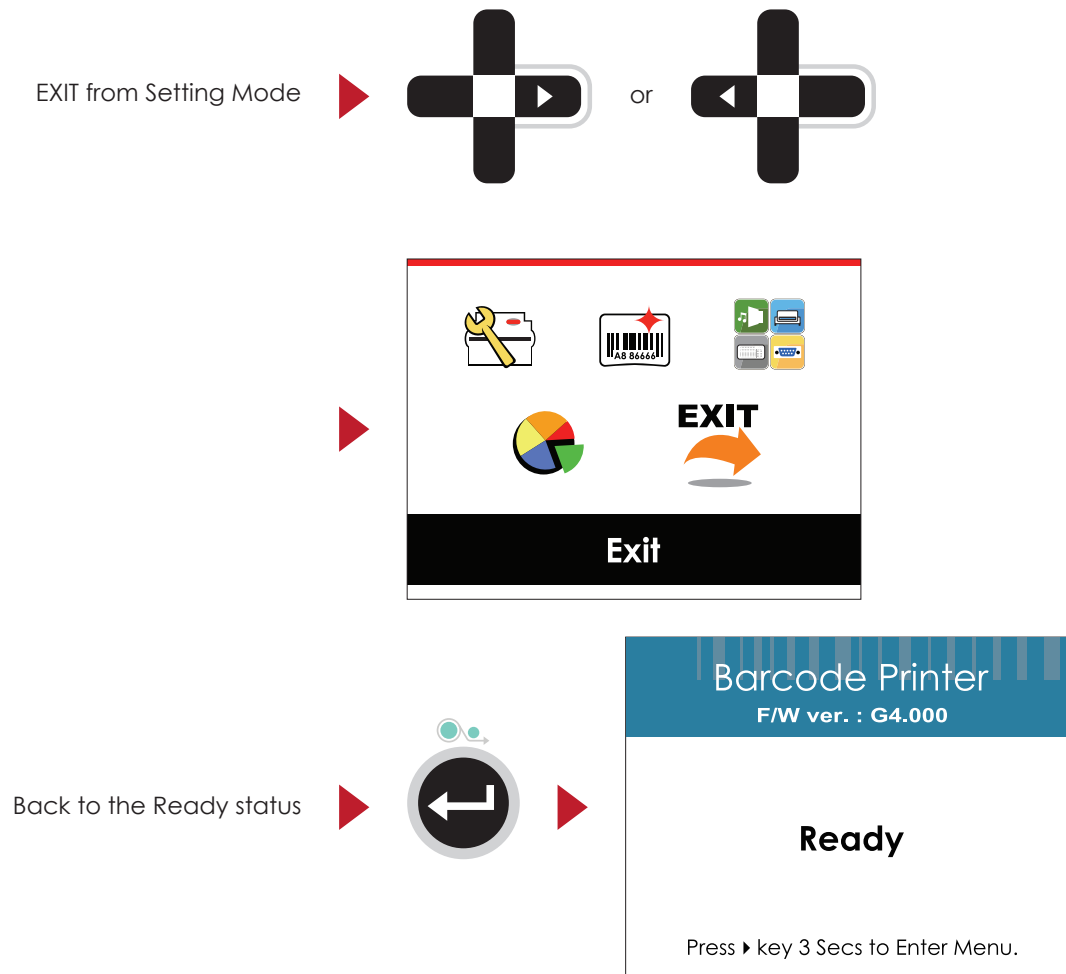 EXIT from Setting Mode
or
A8 86666
EXIT
Exit
Barcode Printer
F/W ver. : G4.000
Back to the Ready status
Ready
Press ▸ key 3 Secs to Enter Menu.